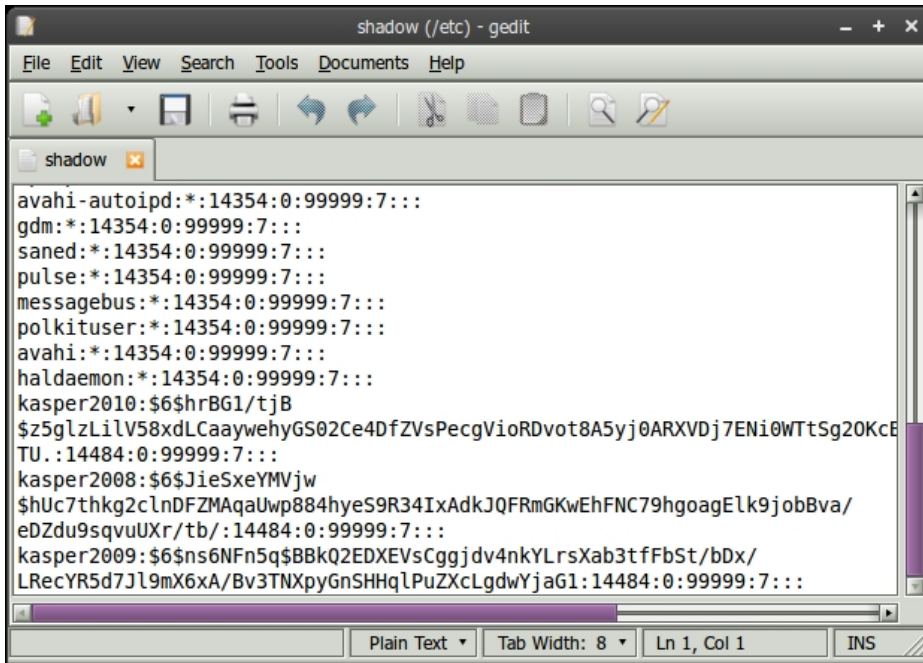 shadow (/etc) - gedit
File Edit View Search Tools Documents Help
shadow
avahi-autoipd:*:14354:0:99999:7:::
gdm:*:14354:0:99999:7:::
saned:*:14354:0:99999:7:::
pulse:*:14354:0:99999:7:::
messagebus:*:14354:0:99999:7:::
polkituser:*:14354:0:99999:7:::
avahi:*:14354:0:99999:7:::
haldaemon:*:14354:0:99999:7:::
kasper2010:$6$hrBG1/tjB
$z5glzLilV58xdLCaaywehyGS02Ce4DfZVsPecgVioRDvot8A5yj0ARXVDj7ENi0WTtSg2OKcE
TU.:14484:0:99999:7:::
kasper2008:$6$JieSxeYMVjw
$hUc7thkg2clnDFZMAqaUwp884hyeS9R34IxAdkJQFRmGKwEhFNC79hgoagElk9jobBva/
eDZdu9sqvuUXr/tb/:14484:0:99999:7:::
kasper2009:$6$ns6NFn5q$BBkQ2EDXEVsCggjdv4nkYLrsXab3tfFbSt/bDx/
LRecYR5d7Jl9mX6xA/Bv3TNXpyGnSHHqlPuZXcLgdwYjaG1:14484:0:99999:7:::
Plain Text Tab Width: 8 Ln 1, Col 1 INS